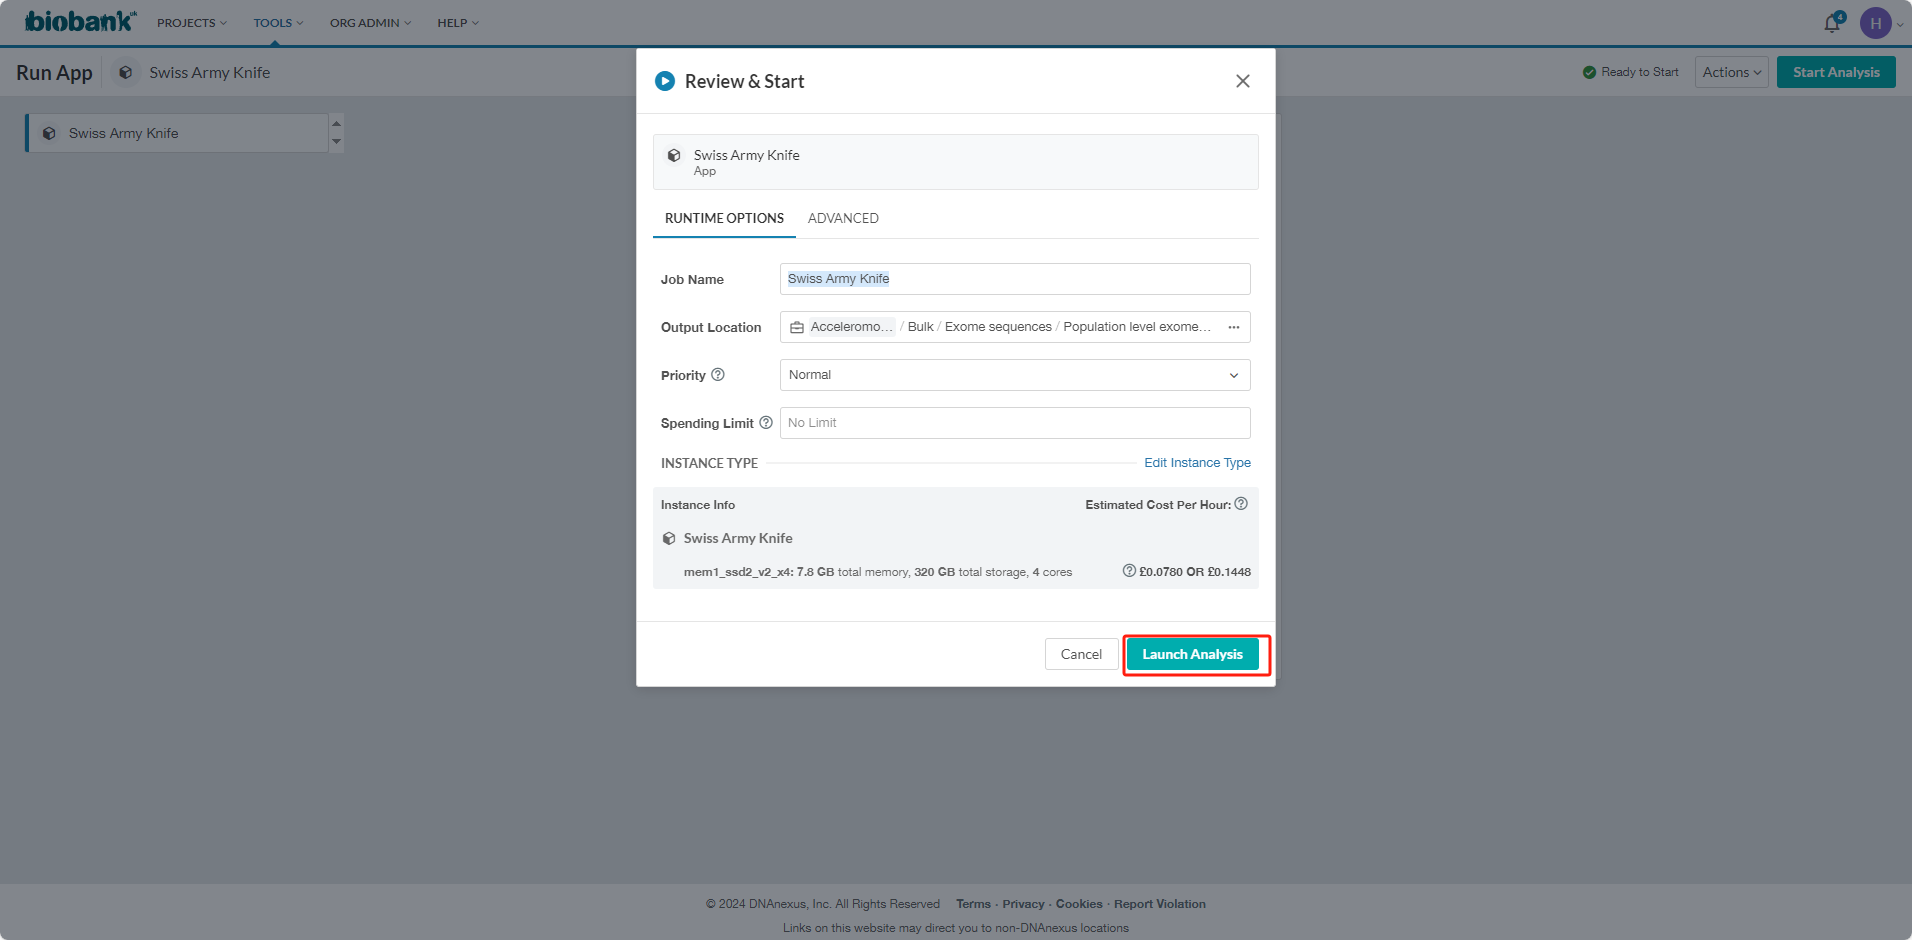 biobank uk PROJECTS TOOLS ORG ADMIN HELP 4 H
Run App Swiss Army Knife Ready to Start Actions Start Analysis
Swiss Army Knife
Review & Start
Swiss Army Knife
App
RUNTIME OPTIONS ADVANCED
Job Name Swiss Army Knife
Output Location Acceleromo... / Bulk / Exome sequences / Population level exome... ...
Priority ? Normal
Spending Limit ? No Limit
INSTANCE TYPE Edit Instance Type
Instance Info Estimated Cost Per Hour: ?
Swiss Army Knife
mem1_ssd2_v2_x4: 7.8 GB total memory, 320 GB total storage, 4 cores ? £0.0780 OR £0.1448
Cancel Launch Analysis
© 2024 DNAnexus, Inc. All Rights Reserved Terms · Privacy · Cookies · Report Violation
Links on this website may direct you to non-DNAnexus locations